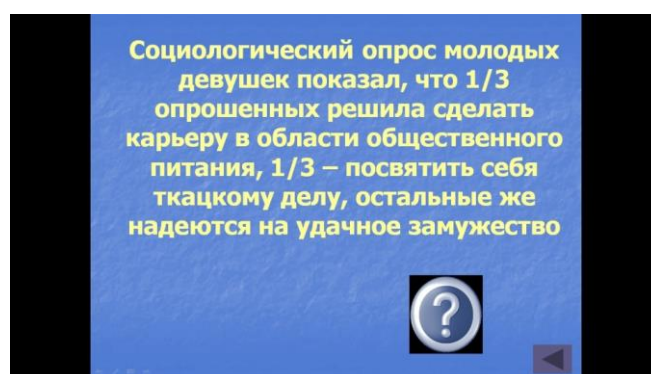 Социологический опрос молодых
девушек показал, что 1/3
опрошенных решила сделать
карьеру в области общественного
питания, 1/3 – посвятить себя
ткацкому делу, остальные же
надеются на удачное замужество
?